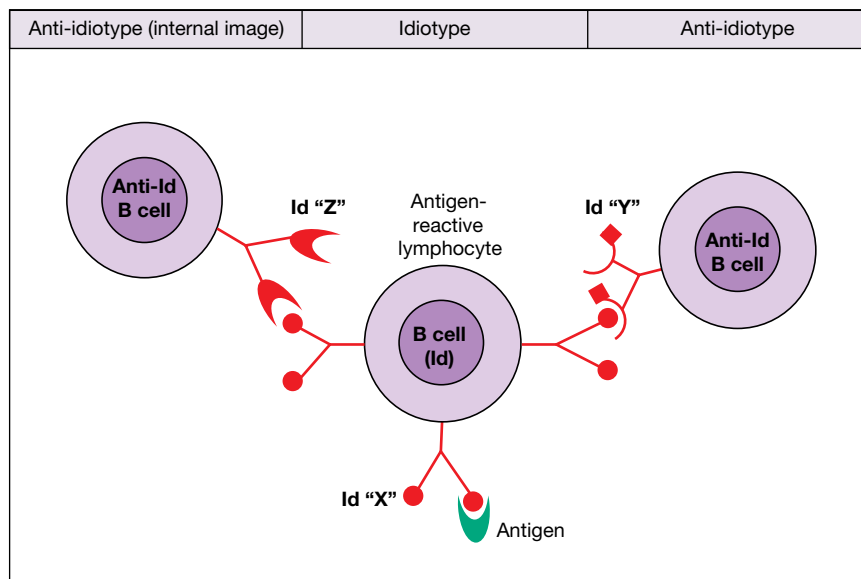 Anti-idiotype (internal image)
Idiotype
Anti-idiotype
Anti-Id
B cell
Id “Z”
Antigen-
reactive
lymphocyte
Id “Y”
Anti-Id
B cell
B cell
(Id)
Id “X”
Antigen